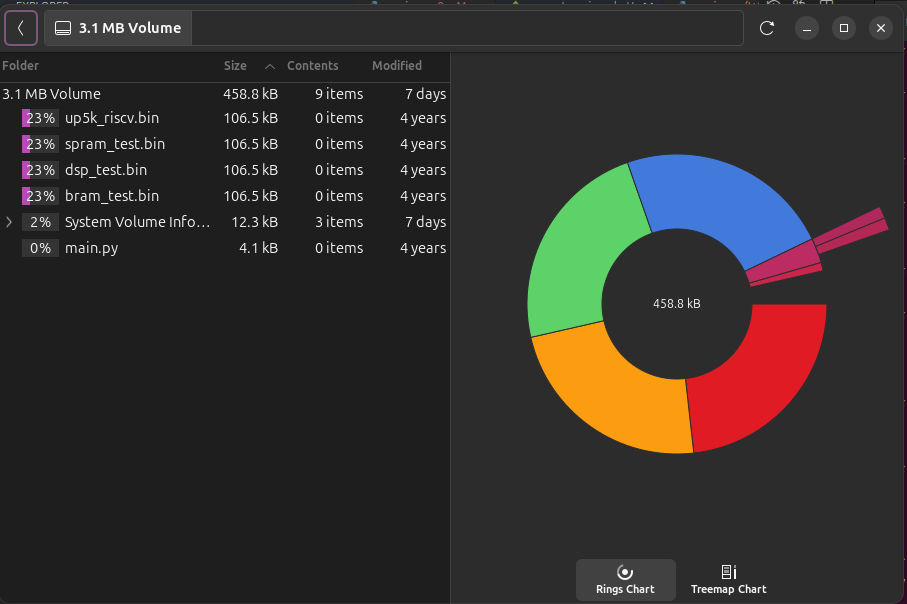 3.1 MB Volume
Folder Size Contents Modified
3.1 MB Volume 458.8 kB 9 items 7 days
23% up5k_riscv.bin 106.5 kB 0 items 4 years
23% spram_test.bin 106.5 kB 0 items 4 years
23% dsp_test.bin 106.5 kB 0 items 4 years
23% bram_test.bin 106.5 kB 0 items 4 years
2% System Volume Info... 12.3 kB 3 items 7 days
0% main.py 4.1 kB 0 items 4 years
458.8 kB
Rings Chart
Treemap Chart